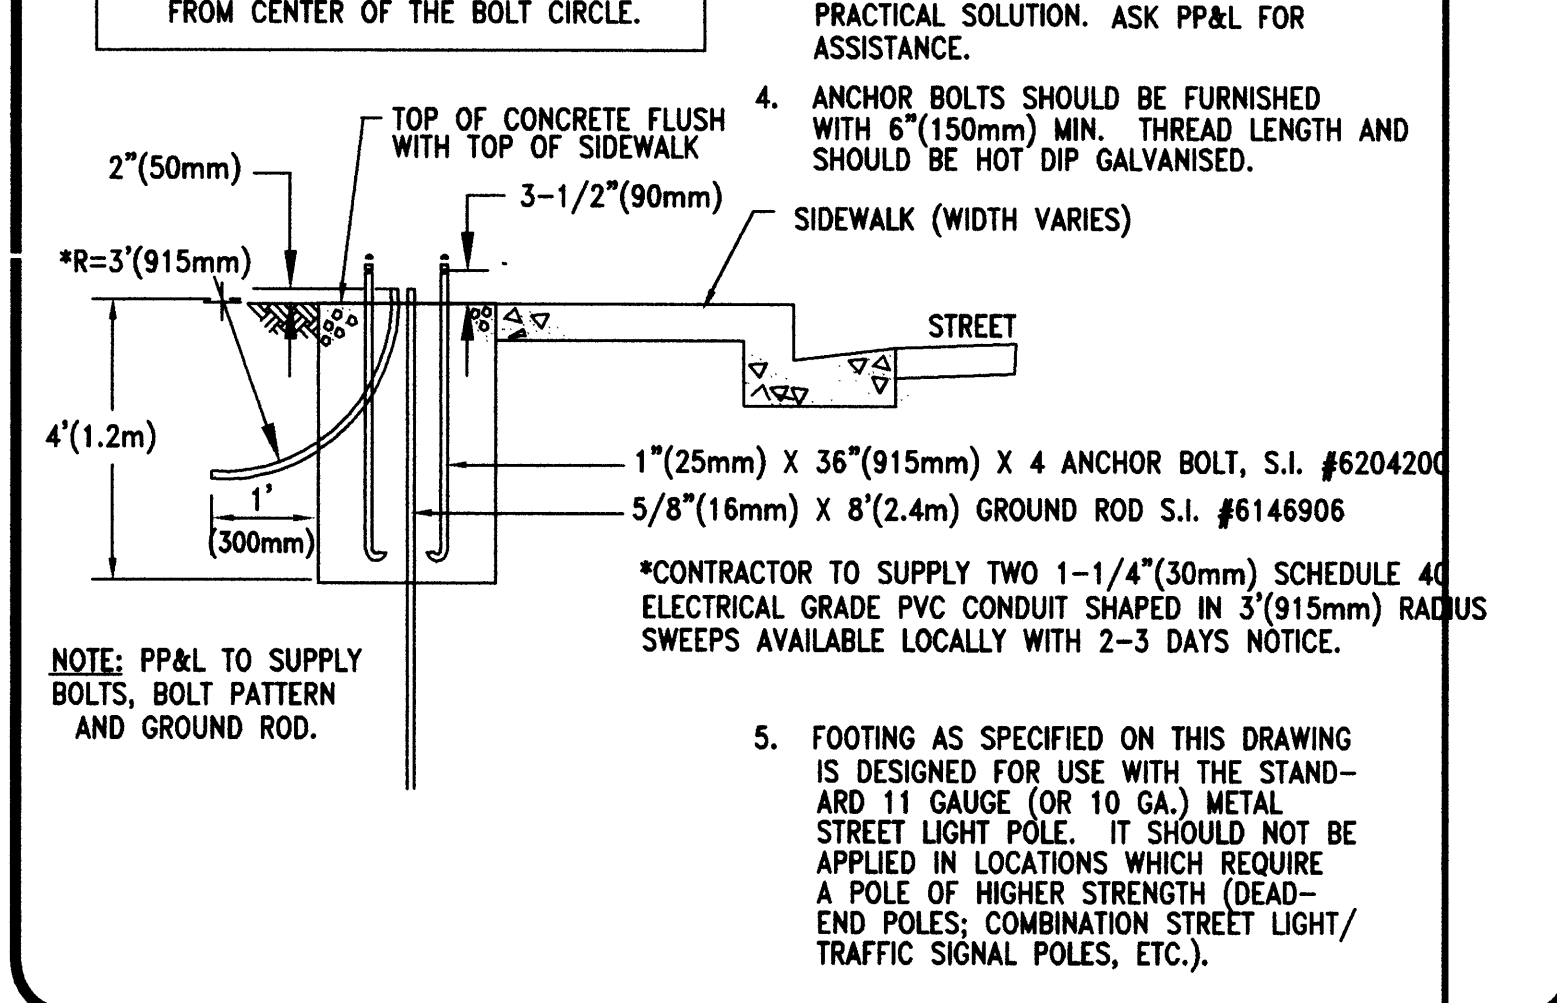 FROM CENTER OF THE BOLT CIRCLE.
PRACTICAL SOLUTION. ASK PP&L FOR
ASSISTANCE.
4. ANCHOR BOLTS SHOULD BE FURNISHED
WITH 6"(150mm) MIN. THREAD LENGTH AND
SHOULD BE HOT DIP GALVANISED.
TOP OF CONCRETE FLUSH
WITH TOP OF SIDEWALK
2"(50mm)
3-1/2"(90mm)
SIDEWALK (WIDTH VARIES)
*R=3'(915mm)
STREET
4'(1.2m)
1'
(300mm)
1"(25mm) X 36"(915mm) X 4 ANCHOR BOLT, S.I. #6204200
5/8"(16mm) X 8'(2.4m) GROUND ROD S.I. #6146906
*CONTRACTOR TO SUPPLY TWO 1-1/4"(30mm) SCHEDULE 40
ELECTRICAL GRADE PVC CONDUIT SHAPED IN 3'(915mm) RADIUS
SWEEPS AVAILABLE LOCALLY WITH 2-3 DAYS NOTICE.
NOTE: PP&L TO SUPPLY
BOLTS, BOLT PATTERN
AND GROUND ROD.
5. FOOTING AS SPECIFIED ON THIS DRAWING
IS DESIGNED FOR USE WITH THE STAND-
ARD 11 GAUGE (OR 10 GA.) METAL
STREET LIGHT POLE. IT SHOULD NOT BE
APPLIED IN LOCATIONS WHICH REQUIRE
A POLE OF HIGHER STRENGTH (DEAD-
END POLES; COMBINATION STREET LIGHT/
TRAFFIC SIGNAL POLES, ETC.).